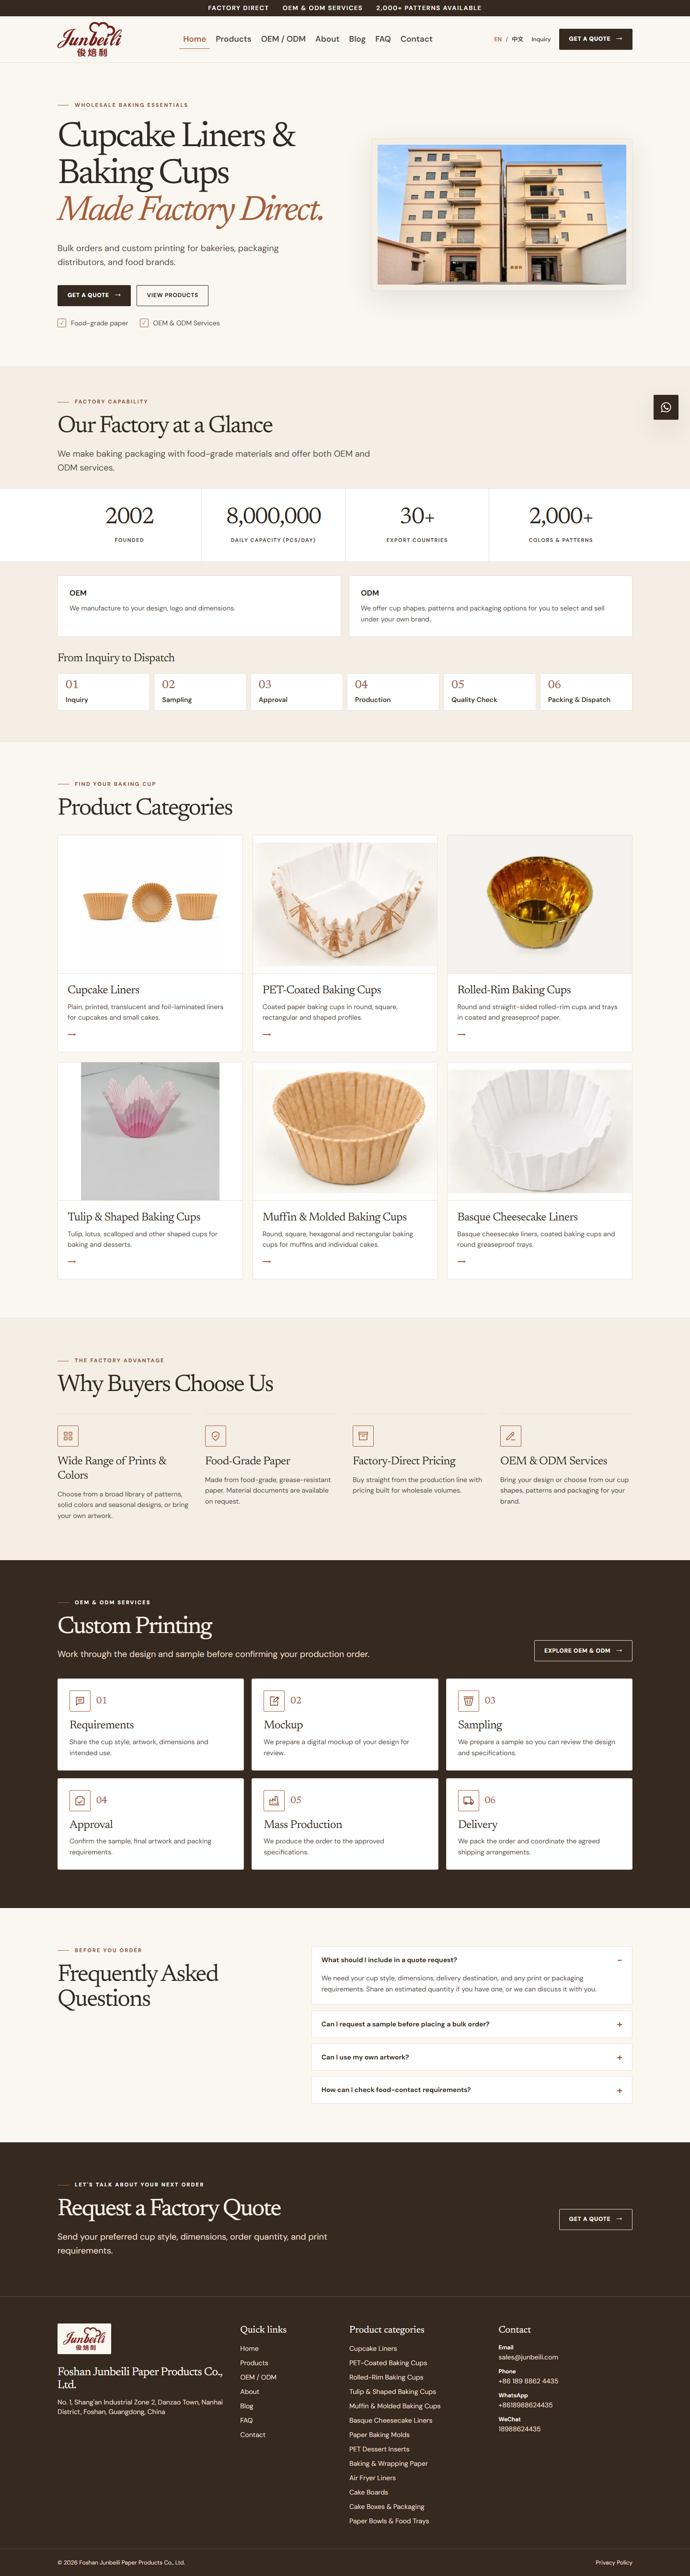 FACTORY DIRECT OEM & ODM SERVICES 2,000+ PATTERNS AVAILABLE
Junbeili
俊焙利
Home Products OEM / ODM About Blog FAQ Contact
EN / 中文 Inquiry GET A QUOTE →
WHOLESALE BAKING ESSENTIALS
Cupcake Liners &
Baking Cups
Made Factory Direct.
Bulk orders and custom printing for bakeries, packaging
distributors, and food brands.
GET A QUOTE → VIEW PRODUCTS
Food-grade paper OEM & ODM Services
FACTORY CAPABILITY
Our Factory at a Glance
We make baking packaging with food-grade materials and offer both OEM and
ODM services.
2002 8,000,000 30+ 2,000+
FOUNDED DAILY CAPACITY (PCS/DAY) EXPORT COUNTRIES COLORS & PATTERNS
OEM
We manufacture to your design, logo and dimensions.
ODM
We offer cup shapes, patterns and packaging options for you to select and sell
under your own brand.
From Inquiry to Dispatch
01 02 03 04 05 06
Inquiry Sampling Approval Production Quality Check Packing & Dispatch
FIND YOUR BAKING CUP
Product Categories
Cupcake Liners
Plain, printed, translucent and foil-laminated liners
for cupcakes and small cakes.
→
PET-Coated Baking Cups
Coated paper baking cups in round, square,
rectangular and shaped profiles.
→
Rolled-Rim Baking Cups
Round and straight-sided rolled-rim cups and trays
in coated and greaseproof paper.
→
Tulip & Shaped Baking Cups
Tulip, lotus, scalloped and other shaped cups for
baking and desserts.
→
Muffin & Molded Baking Cups
Round, square, hexagonal and rectangular baking
cups for muffins and individual cakes.
→
Basque Cheesecake Liners
Basque cheesecake liners, coated baking cups and
round greaseproof trays.
→
THE FACTORY ADVANTAGE
Why Buyers Choose Us
Wide Range of Prints &
Colors
Choose from a broad library of patterns,
solid colors and seasonal designs, or bring
your own artwork.
Food-Grade Paper
Made from food-grade, grease-resistant
paper. Material documents are available
on request.
Factory-Direct Pricing
Buy straight from the production line with
pricing built for wholesale volumes.
OEM & ODM Services
Bring your design or choose from our cup
shapes, patterns and packaging for your
brand.
OEM & ODM SERVICES
Custom Printing
Work through the design and sample before confirming your production order.
EXPLORE OEM & ODM →
01
Requirements
Share the cup style, artwork, dimensions and
intended use.
02
Mockup
We prepare a digital mockup of your design for
review.
03
Sampling
We prepare a sample so you can review the design
and specifications.
04
Approval
Confirm the sample, final artwork and packing
requirements.
05
Mass Production
We produce the order to the approved
specifications.
06
Delivery
We pack the order and coordinate the agreed
shipping arrangements.
BEFORE YOU ORDER
Frequently Asked
Questions
What should I include in a quote request? −
We need your cup style, dimensions, delivery destination, and any print or packaging
requirements. Share an estimated quantity if you have one, or we can discuss it with you.
Can I request a sample before placing a bulk order? +
Can I use my own artwork? +
How can I check food-contact requirements? +
LET'S TALK ABOUT YOUR NEXT ORDER
Request a Factory Quote
Send your preferred cup style, dimensions, order quantity, and print
requirements.
GET A QUOTE →
Junbeili
俊焙利
Foshan Junbeili Paper Products Co.,
Ltd.
No. 1, Shang'an Industrial Zone 2, Danzao Town, Nanhai
District, Foshan, Guangdong, China
Quick links
Home
Products
OEM / ODM
About
Blog
FAQ
Contact
Product categories
Cupcake Liners
PET-Coated Baking Cups
Rolled-Rim Baking Cups
Tulip & Shaped Baking Cups
Muffin & Molded Baking Cups
Basque Cheesecake Liners
Paper Baking Molds
PET Dessert Inserts
Baking & Wrapping Paper
Air Fryer Liners
Cake Boards
Cake Boxes & Packaging
Paper Bowls & Food Trays
Contact
Email
sales@junbeili.com
Phone
+86 189 8862 4435
WhatsApp
+8618988624435
WeChat
18988624435
© 2026 Foshan Junbeili Paper Products Co., Ltd.
Privacy Policy